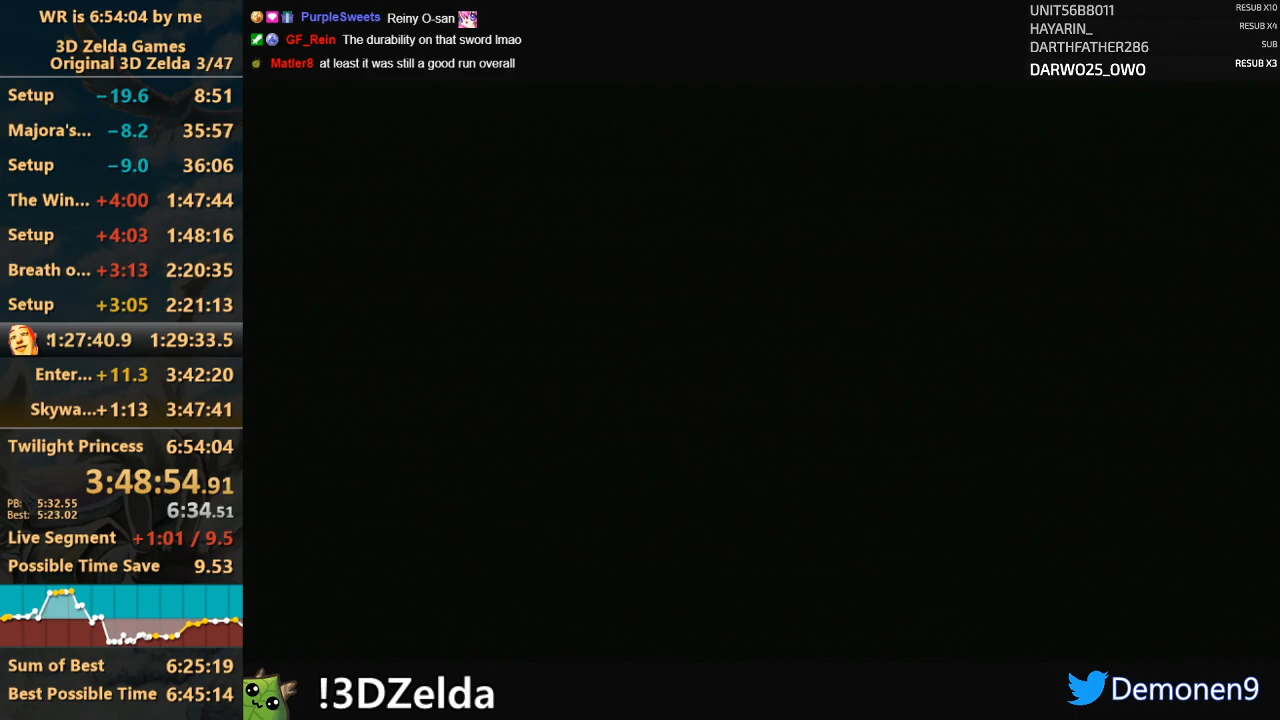 WR is 6:54:04 by me
3D Zelda Games
Original 3D Zelda 3/47
Setup −19.6 8:51
Majora's... −8.2 35:57
Setup −9.0 36:06
The Win... +4:00 1:47:44
Setup +4:03 1:48:16
Breath o... +3:13 2:20:35
Setup +3:05 2:21:13
1:27:40.9 1:29:33.5
Enter... +11.3 3:42:20
Skywa...+1:13 3:47:41
Twilight Princess 6:54:04
3:48:54.91
PB: 5:32.55
Best: 5:23.02
6:34.51
Live Segment +1:01 / 9.5
Possible Time Save 9.53
Sum of Best 6:25:19
Best Possible Time 6:45:14
PurpleSweets Reiny O-san
GF_Rein The durability on that sword lmao
Matler8 at least it was still a good run overall
UNIT56B8011 RESUB X10
HAYARIN_ RESUB X4
DARTHFATHER286 SUB
DARWO25_OWO RESUB X3
!3DZelda
Demonen9